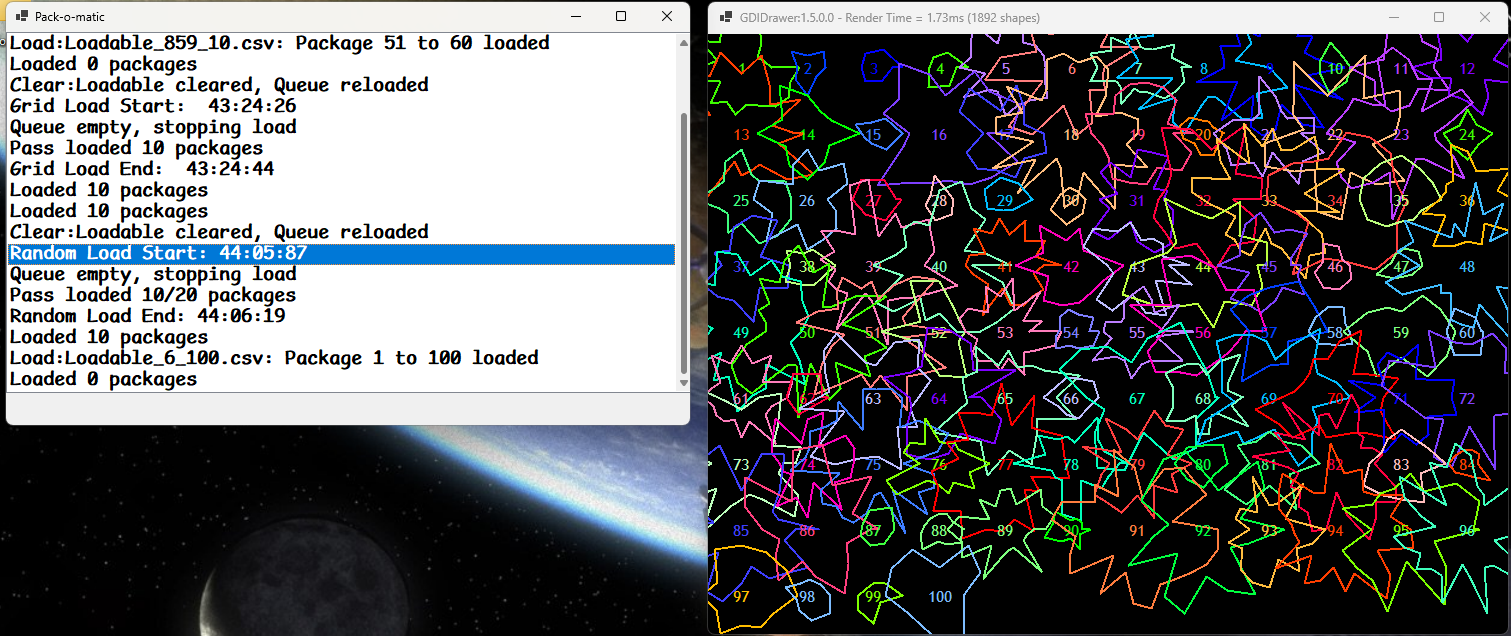 Pack-o-matic
Load:Loadable_859_10.csv: Package 51 to 60 loaded
Loaded 0 packages
Clear:Loadable cleared, Queue reloaded
Grid Load Start:  43:24:26
Queue empty, stopping load
Pass loaded 10 packages
Grid Load End:  43:24:44
Loaded 10 packages
Loaded 10 packages
Clear:Loadable cleared, Queue reloaded
Random Load Start: 44:05:87
Queue empty, stopping load
Pass loaded 10/20 packages
Random Load End: 44:06:19
Loaded 10 packages
Load:Loadable_6_100.csv: Package 1 to 100 loaded
Loaded 0 packages
GDIDrawer:1.5.0.0 - Render Time = 1.73ms (1892 shapes)
2 3 4 5 6 7 8 9 10 11 12
13 14 15 16 17 18 19 20 21 22 23 24
25 26 27 28 29 30 31 32 33 34 35 36
37 38 39 40 41 42 43 44 45 46 47 48
49 50 51 52 53 54 55 56 57 58 59 60
61 62 63 64 65 66 67 68 69 70 71 72
73 74 75 76 77 78 79 80 81 82 83 84
85 86 87 88 89 90 91 92 93 94 95 96
97 98 99 100